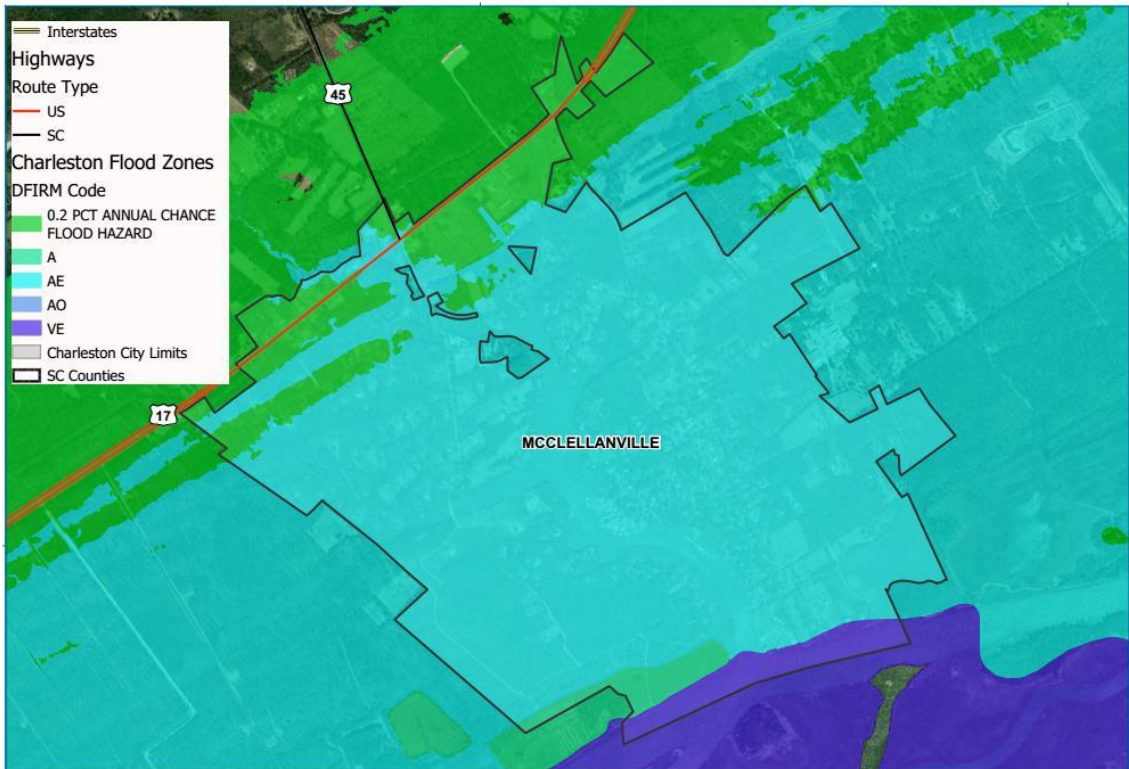 Interstates
Highways
Route Type
US
SC
Charleston Flood Zones
DFIRM Code
0.2 PCT ANNUAL CHANCE
FLOOD HAZARD
A
AE
AO
VE
Charleston City Limits
SC Counties
45
17
MCCLELLANVILLE